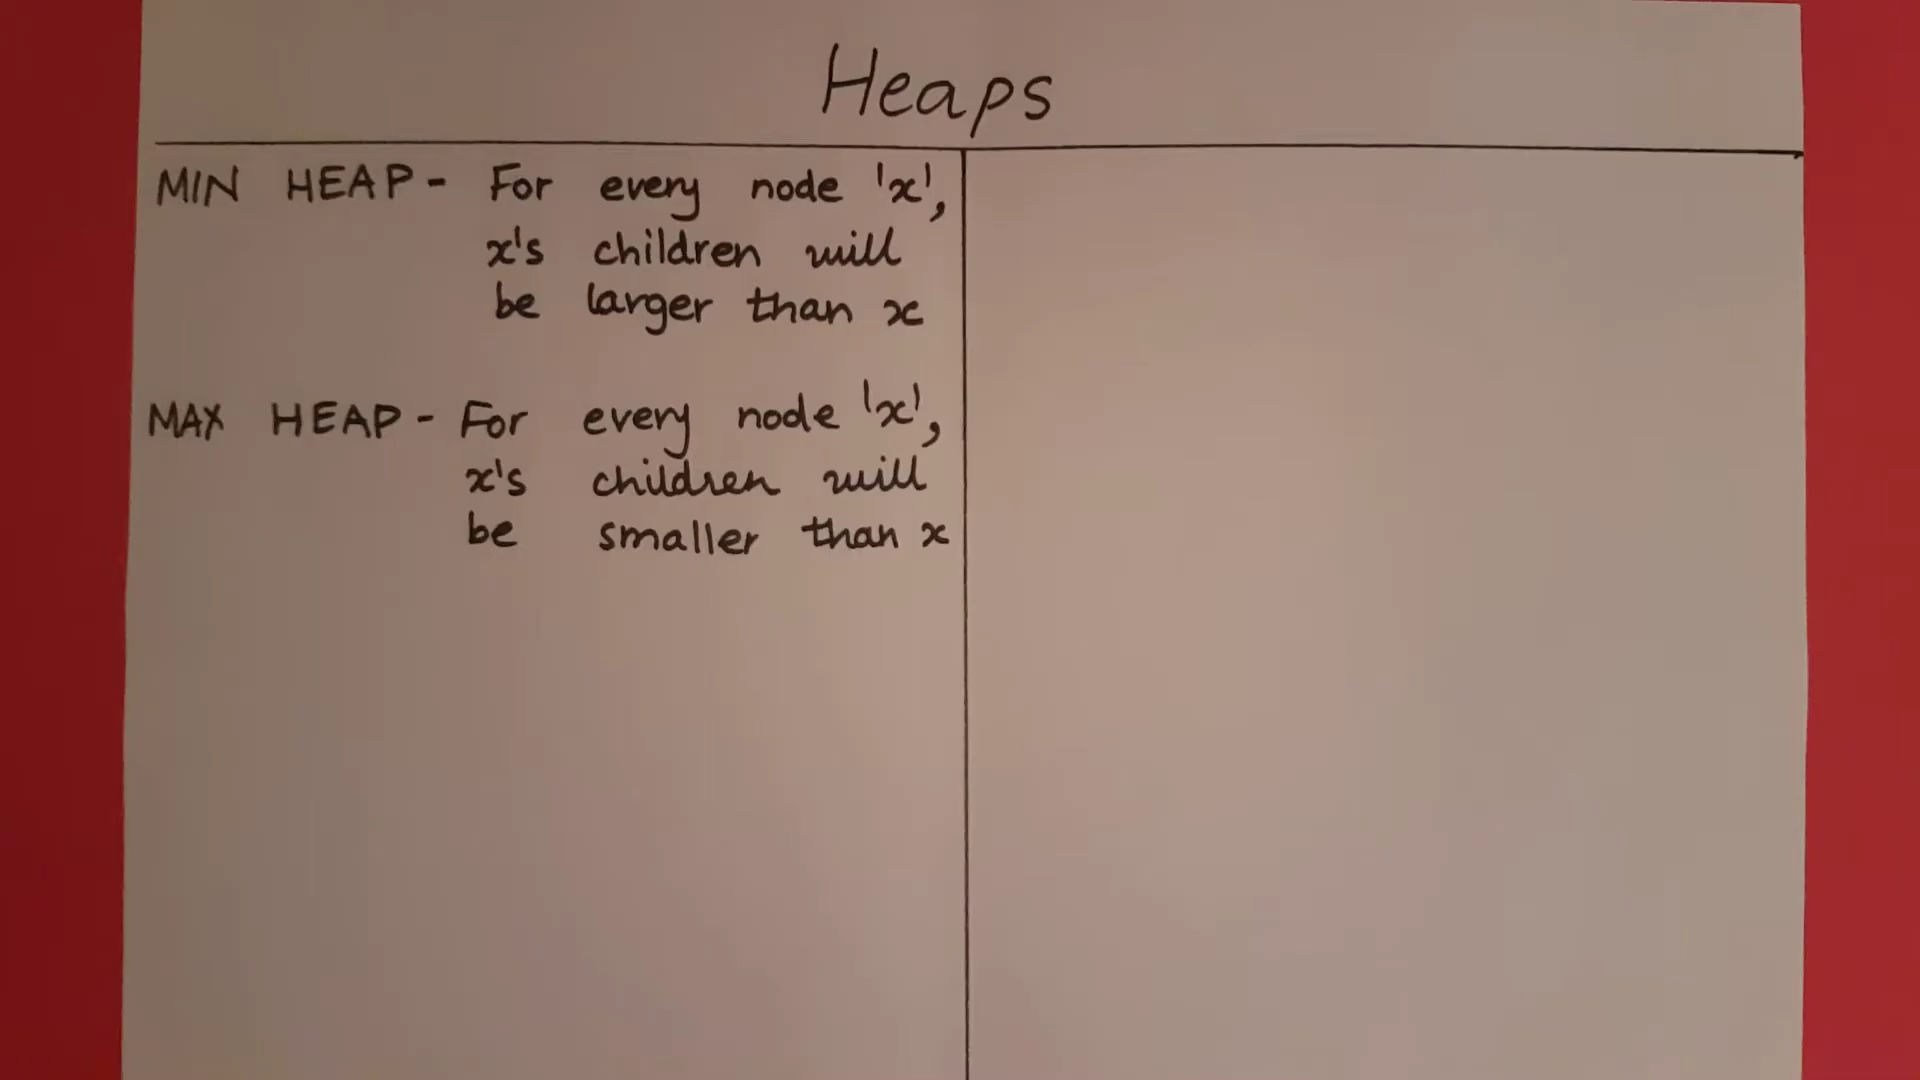 Heaps
MIN HEAP - For every node 'x',
x's children will
be larger than x
MAX HEAP - For every node 'x',
x's children will
be smaller than x